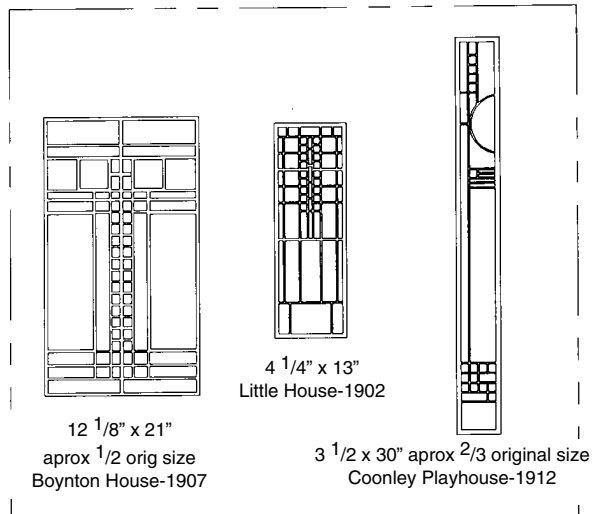 12 1/8” x 21”
aprox 1/2 orig size
Boynton House-1907
4 1/4” x 13”
Little House-1902
3 1/2 x 30” aprox 2/3 original size
Coonley Playhouse-1912